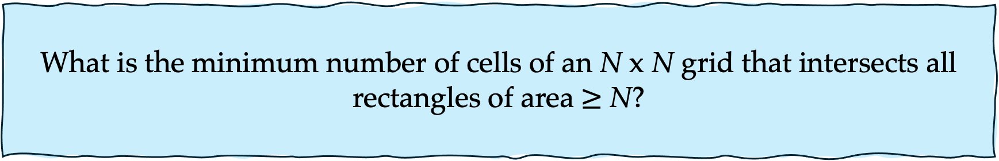 What is the minimum number of cells of an N x N grid that intersects all
rectangles of area ≥ N?